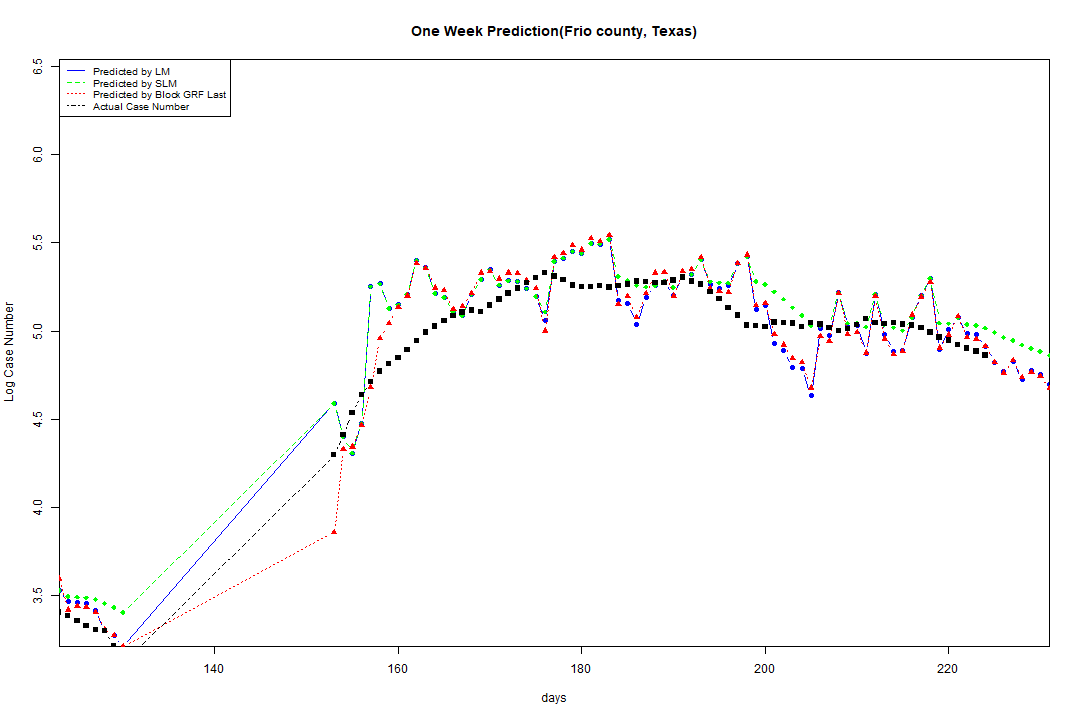 One Week Prediction(Frio county, Texas)
Predicted by LM
Predicted by SLM
Predicted by Block GRF Last
Actual Case Number
6.5
6.0
5.5
5.0
4.5
4.0
3.5
Log Case Number
140 160 180 200 220
days